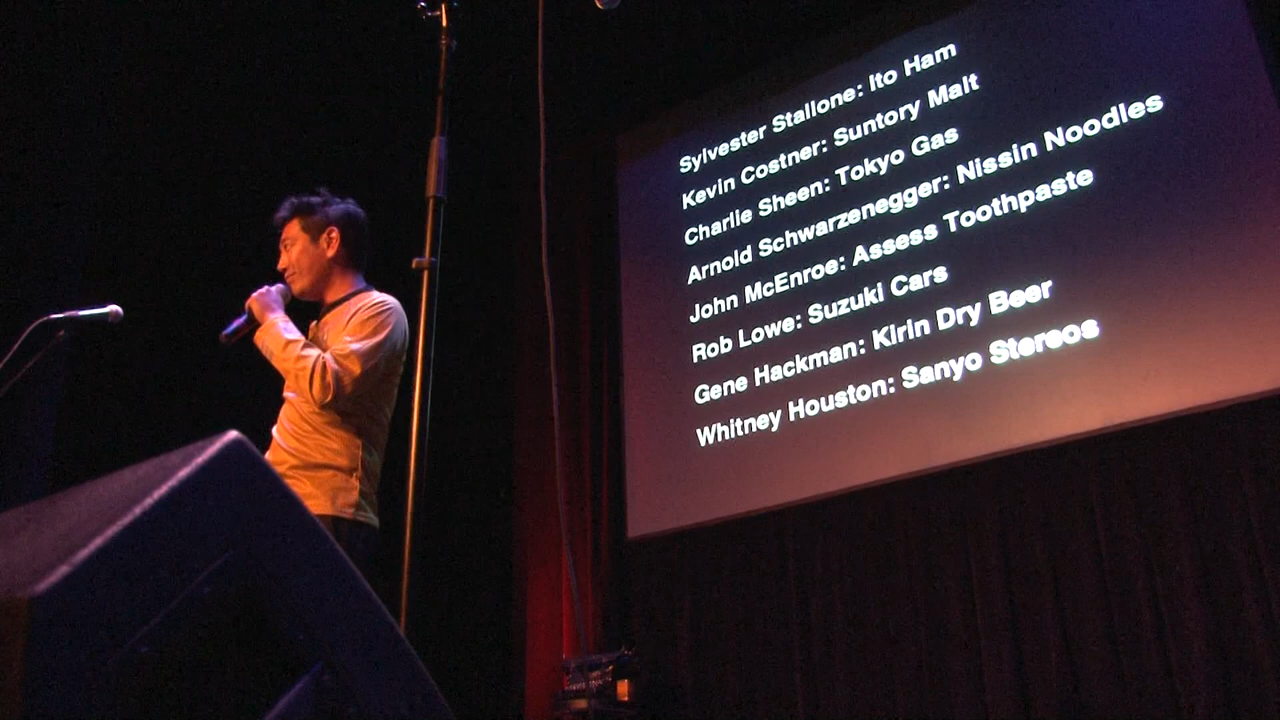 Sylvester Stallone: Ito Ham
Kevin Costner: Suntory Malt
Charlie Sheen: Tokyo Gas
Arnold Schwarzenegger: Nissin Noodles
John McEnroe: Assess Toothpaste
Rob Lowe: Suzuki Cars
Gene Hackman: Kirin Dry Beer
Whitney Houston: Sanyo Stereos